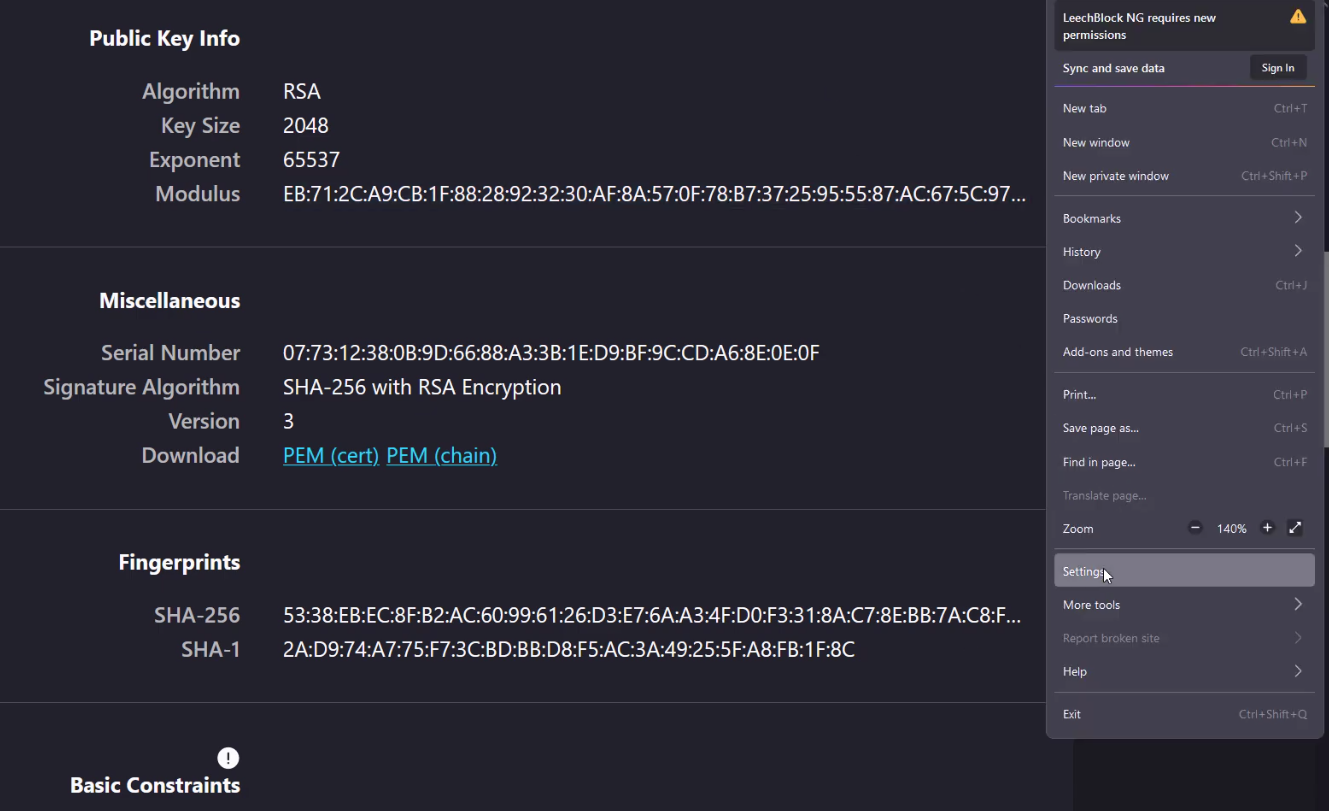 Public Key Info
Algorithm RSA
Key Size 2048
Exponent 65537
Modulus EB:71:2C:A9:CB:1F:88:28:92:32:30:AF:8A:57:0F:78:B7:37:25:95:55:87:AC:67:5C:97...
Miscellaneous
Serial Number 07:73:12:38:0B:9D:66:88:A3:3B:1E:D9:BF:9C:CD:A6:8E:0E:0F
Signature Algorithm SHA-256 with RSA Encryption
Version 3
Download PEM (cert) PEM (chain)
Fingerprints
SHA-256 53:38:EB:EC:8F:B2:AC:60:99:61:26:D3:E7:6A:A3:4F:D0:F3:31:8A:C7:8E:BB:7A:C8:F...
SHA-1 2A:D9:74:A7:75:F7:3C:BD:BB:D8:F5:AC:3A:49:25:5F:A8:FB:1F:8C
Basic Constraints
LeechBlock NG requires new
permissions
Sync and save data Sign In
New tab Ctrl+T
New window Ctrl+N
New private window Ctrl+Shift+P
Bookmarks
History
Downloads Ctrl+J
Passwords
Add-ons and themes Ctrl+Shift+A
Print... Ctrl+P
Save page as... Ctrl+S
Find in page... Ctrl+F
Translate page...
Zoom − 140% +
Settings
More tools
Report broken site
Help
Exit Ctrl+Shift+Q